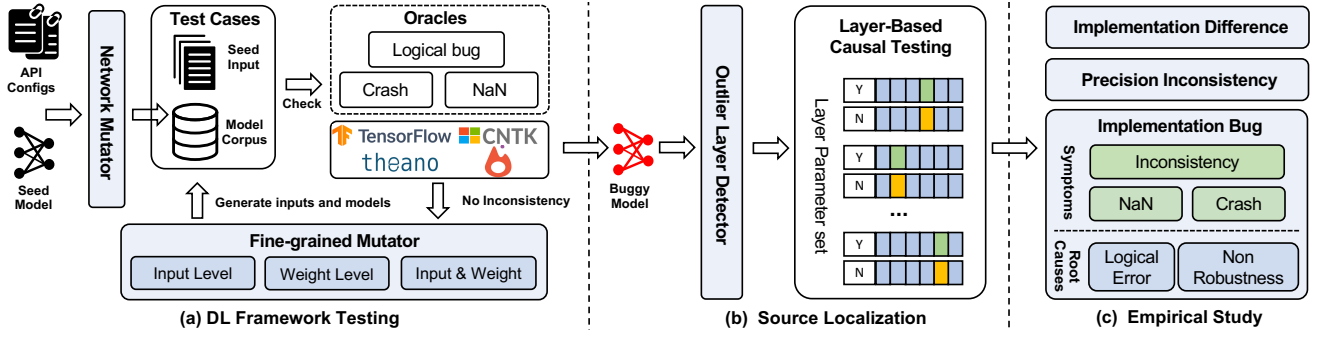 API
Configs
Seed
Model
Network Mutator
Test Cases
Seed
Input
Model
Corpus
Check
Oracles
Logical bug
Crash
NaN
TensorFlow
CNTK
theano
Generate inputs and models
No Inconsistency
Fine-grained Mutator
Input Level
Weight Level
Input & Weight
(a) DL Framework Testing
Buggy
Model
Outlier Layer Detector
Layer-Based
Causal Testing
Layer Parameter set
Y
N
Y
N
...
Y
N
(b) Source Localization
Implementation Difference
Precision Inconsistency
Implementation Bug
Symptoms
Inconsistency
NaN
Crash
Root
Causes
Logical
Error
Non
Robustness
(c) Empirical Study